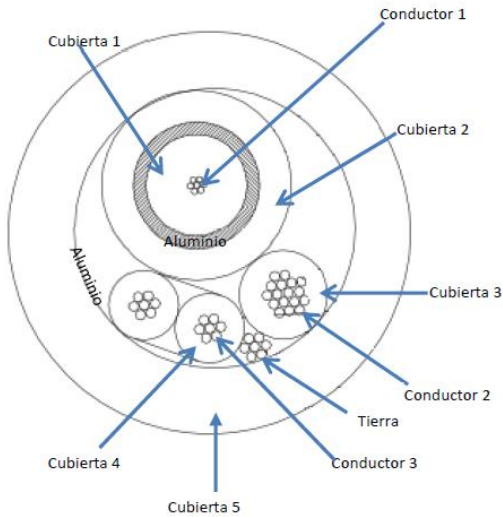 Conductor 1
Cubierta 1
Cubierta 2
Aluminio
Aluminio
Cubierta 3
Conductor 2
Tierra
Cubierta 4
Conductor 3
Cubierta 5